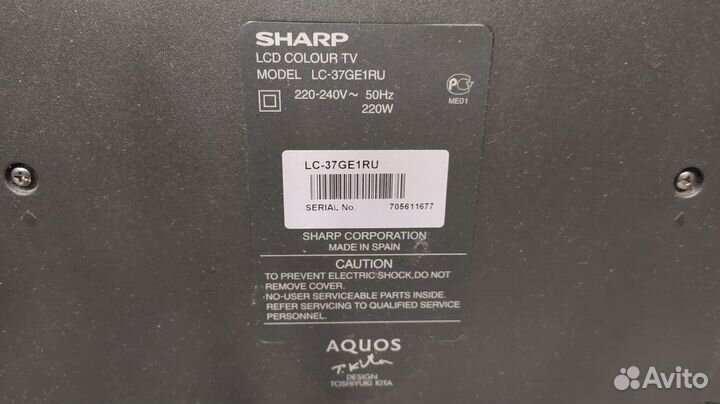 SHARP
LCD COLOUR TV
MODEL LC-37GE1RU
220-240V~ 50Hz
220W
PC
ME01
LC-37GE1RU
SERIAL No. 705611677
SHARP CORPORATION
MADE IN SPAIN
CAUTION
TO PREVENT ELECTRIC SHOCK,DO NOT
REMOVE COVER.
NO-USER SERVICEABLE PARTS INSIDE.
REFER SERVICING TO QUALIFIED SERVICE
PERSONNEL.
AQUOS
T. Kita
DESIGN
TOSHIYUKI KITA
Avito